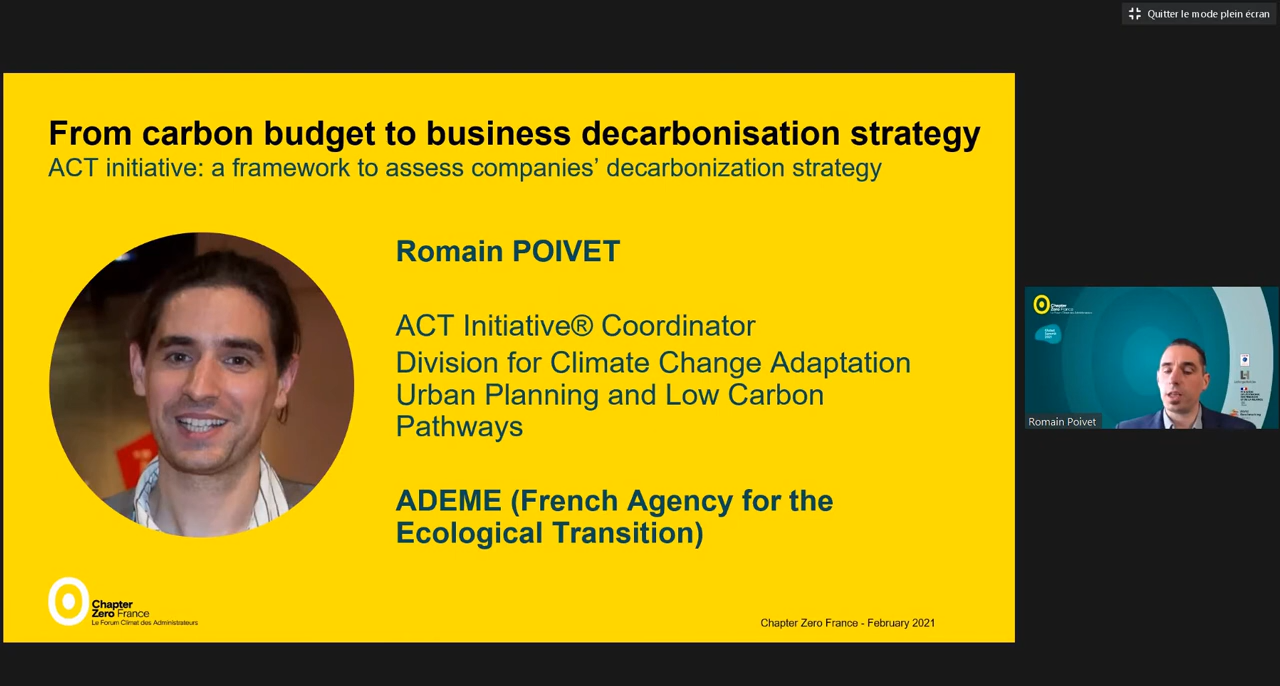 Quitter le mode plein écran
From carbon budget to business decarbonisation strategy
ACT initiative: a framework to assess companies’ decarbonization strategy
Romain POIVET
ACT Initiative® Coordinator
Division for Climate Change Adaptation
Urban Planning and Low Carbon
Pathways
ADEME (French Agency for the
Ecological Transition)
Chapter
Zero France
Le Forum Climat des Administrateurs
Chapter Zero France - February 2021
Chapter
Zero France
Romain Poivet